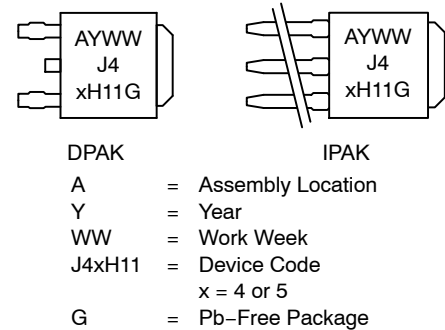 AYWW
J4
xH11G
AYWW
J4
xH11G
DPAK IPAK
A = Assembly Location
Y = Year
WW = Work Week
J4xH11 = Device Code
x = 4 or 5
G = Pb−Free Package